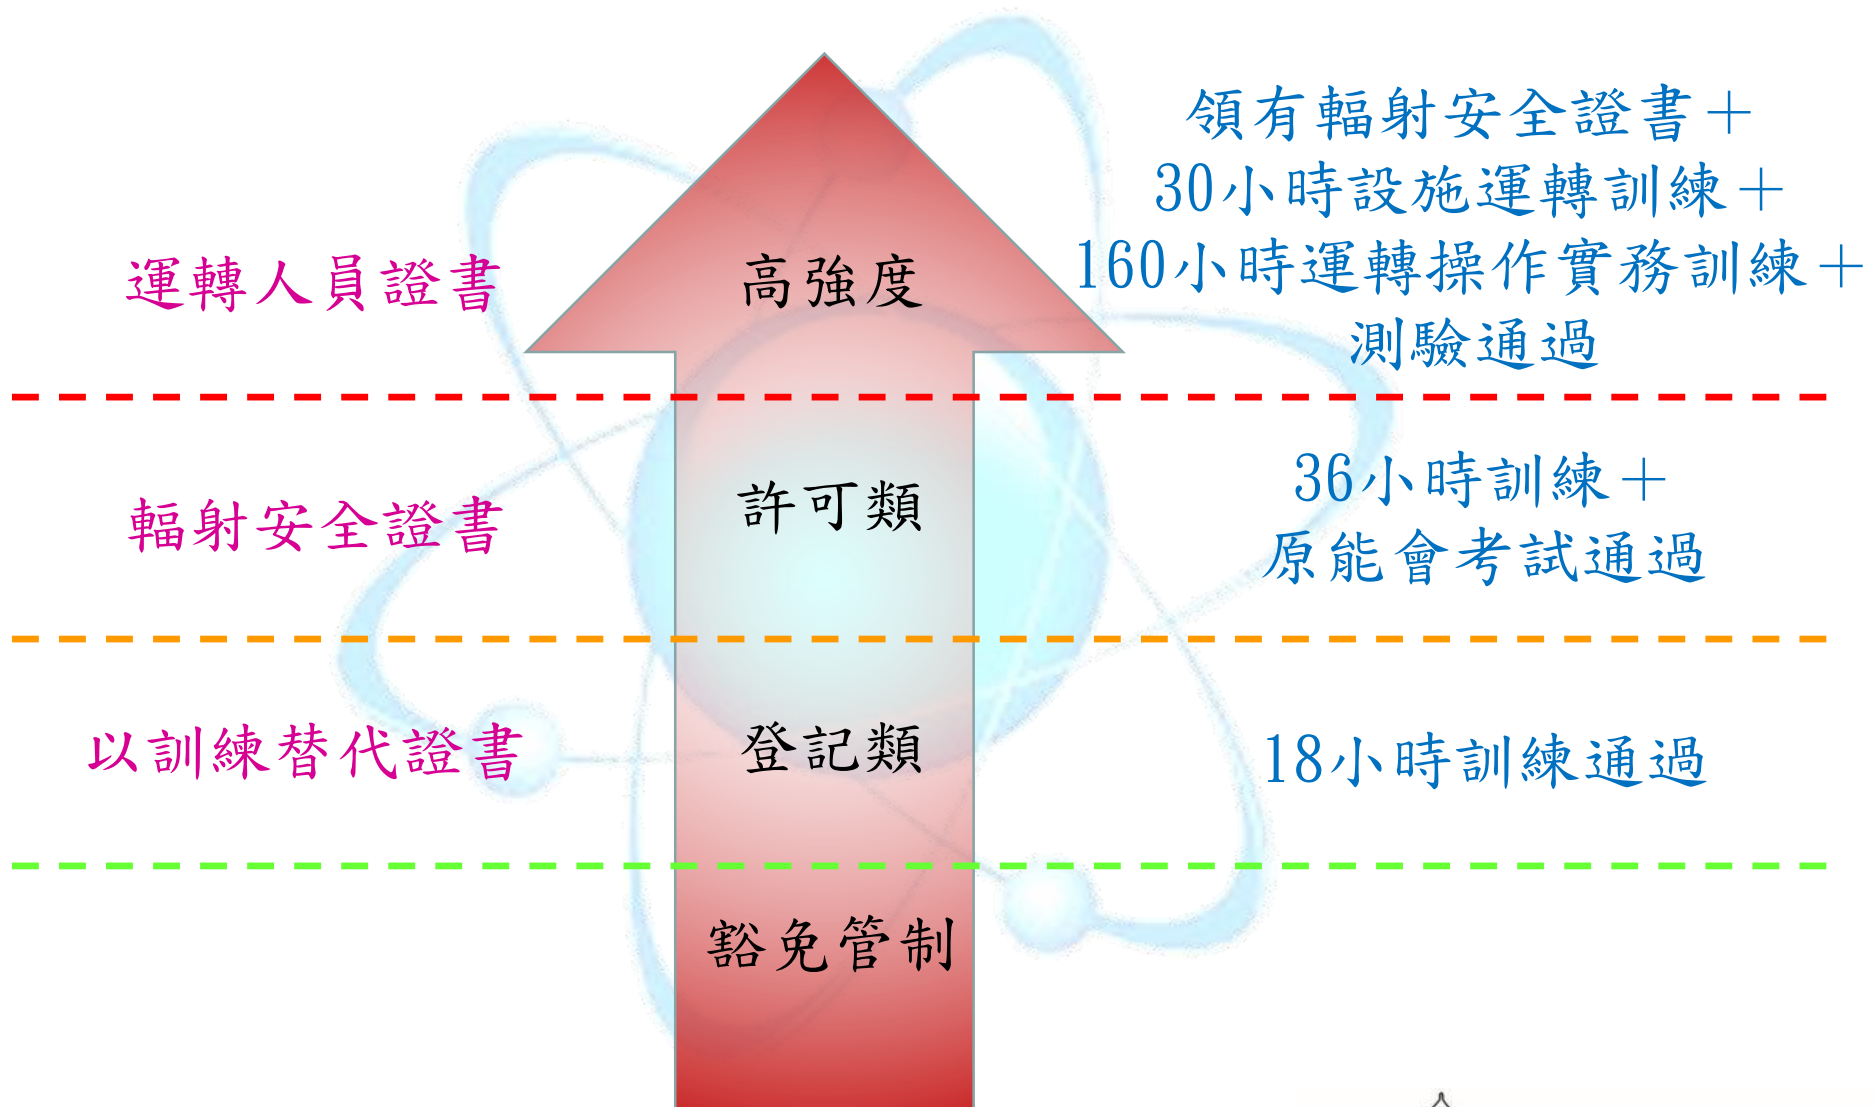 領有輻射安全證書＋
30小時設施運轉訓練＋
運轉人員證書
高強度
160小時運轉操作實務訓練＋
測驗通過
輻射安全證書
許可類
36小時訓練＋
原能會考試通過
以訓練替代證書
登記類
18小時訓練通過
豁免管制